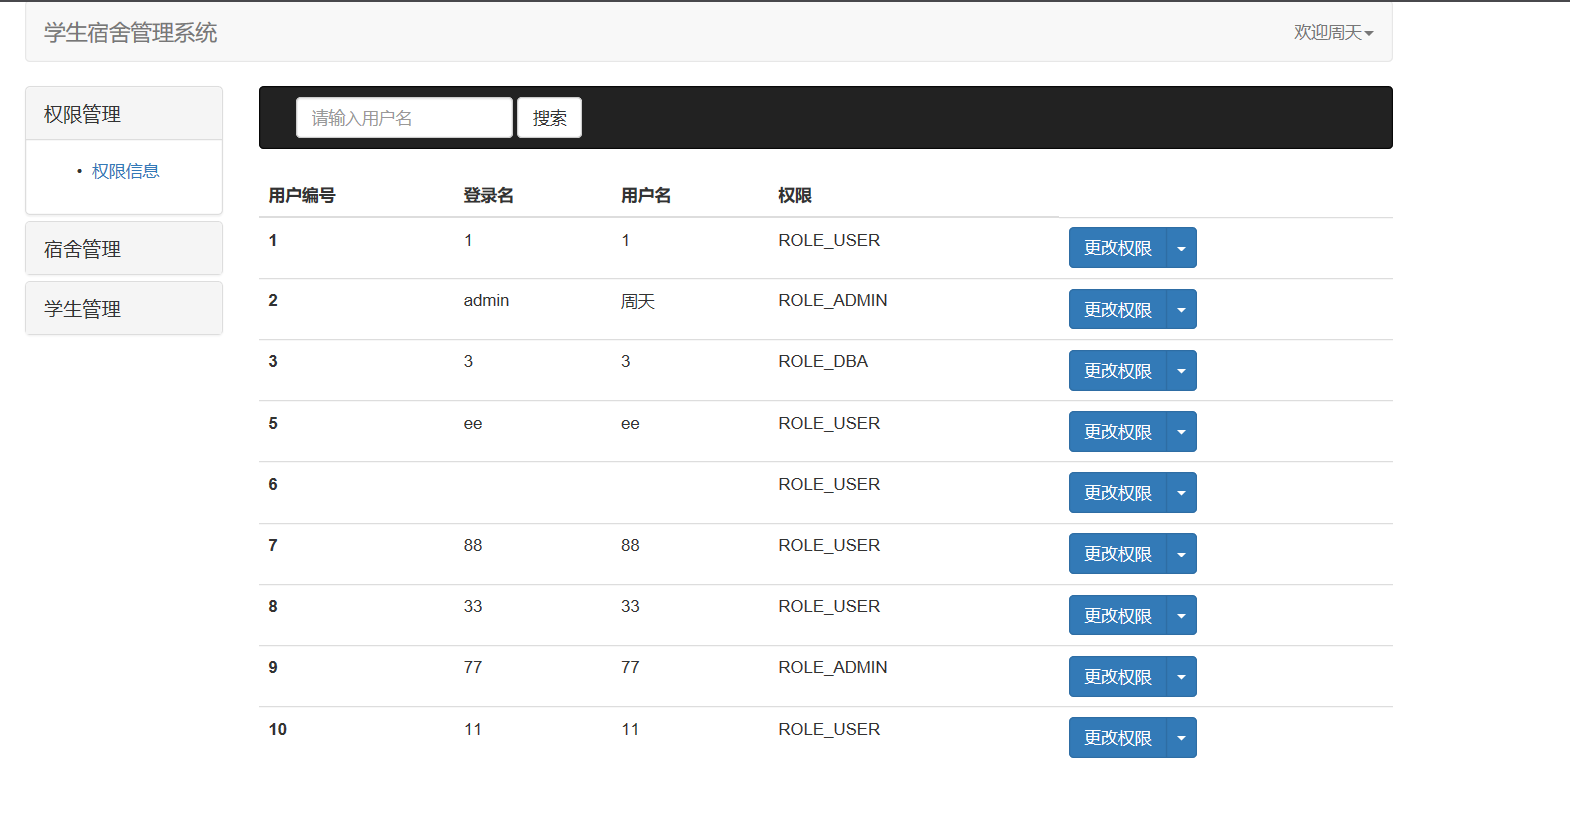 学生宿舍管理系统 欢迎周天
权限管理
• 权限信息
宿舍管理
学生管理
请输入用户名 搜索
用户编号 登录名 用户名 权限
1 1 1 ROLE_USER 更改权限
2 admin 周天 ROLE_ADMIN 更改权限
3 3 3 ROLE_DBA 更改权限
5 ee ee ROLE_USER 更改权限
6 ROLE_USER 更改权限
7 88 88 ROLE_USER 更改权限
8 33 33 ROLE_USER 更改权限
9 77 77 ROLE_ADMIN 更改权限
10 11 11 ROLE_USER 更改权限